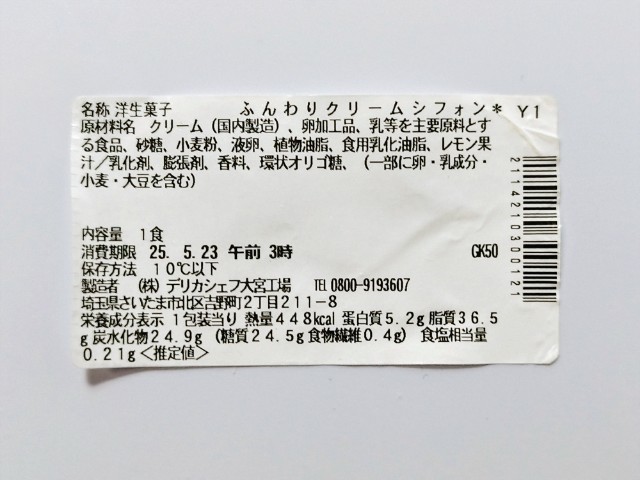 名称 洋生菓子 ふんわりクリームシフォン* Y1
原材料名 クリーム(国内製造)、卵加工品、乳等を主要原料とす
る食品、砂糖、小麦粉、液卵、植物油脂、食用乳化油脂、レモン果
汁/乳化剤、膨張剤、香料、環状オリゴ糖、(一部に卵・乳成分・
小麦・大豆を含む)
内容量 1食
消費期限 25. 5.23 午前 3時 GK50
保存方法 10℃以下
製造者 (株)デリカシェフ大宮工場 TEL 0800-9193607
埼玉県さいたま市北区吉野町2丁目211-8
栄養成分表示 1包装当り 熱量448kcal 蛋白質5.2g 脂質36.5
g 炭水化物24.9g (糖質24.5g 食物繊維0.4g) 食塩相当量
0.21g<推定値>
2114210300121